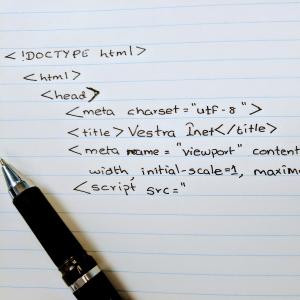 <!DOCTYPE html>
<html>
<head>
<meta charset="utf-8">
<title>Vestra Înet</title>
<meta name="viewport" content
width, initial-scale=1, maxim
<script, src="